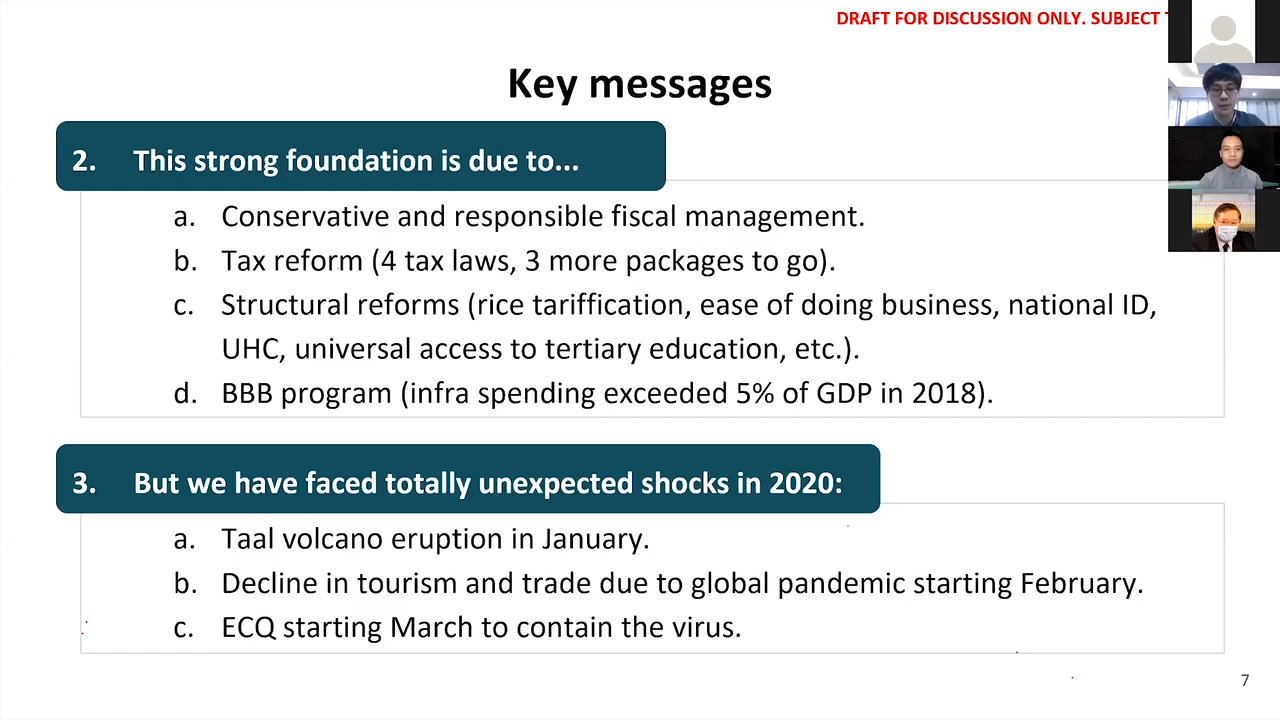 DRAFT FOR DISCUSSION ONLY. SUBJECT
Key messages
2. This strong foundation is due to...
a. Conservative and responsible fiscal management.
b. Tax reform (4 tax laws, 3 more packages to go).
c. Structural reforms (rice tariffication, ease of doing business, national ID,
UHC, universal access to tertiary education, etc.).
d. BBB program (infra spending exceeded 5% of GDP in 2018).
3. But we have faced totally unexpected shocks in 2020:
a. Taal volcano eruption in January.
b. Decline in tourism and trade due to global pandemic starting February.
c. ECQ starting March to contain the virus.
7